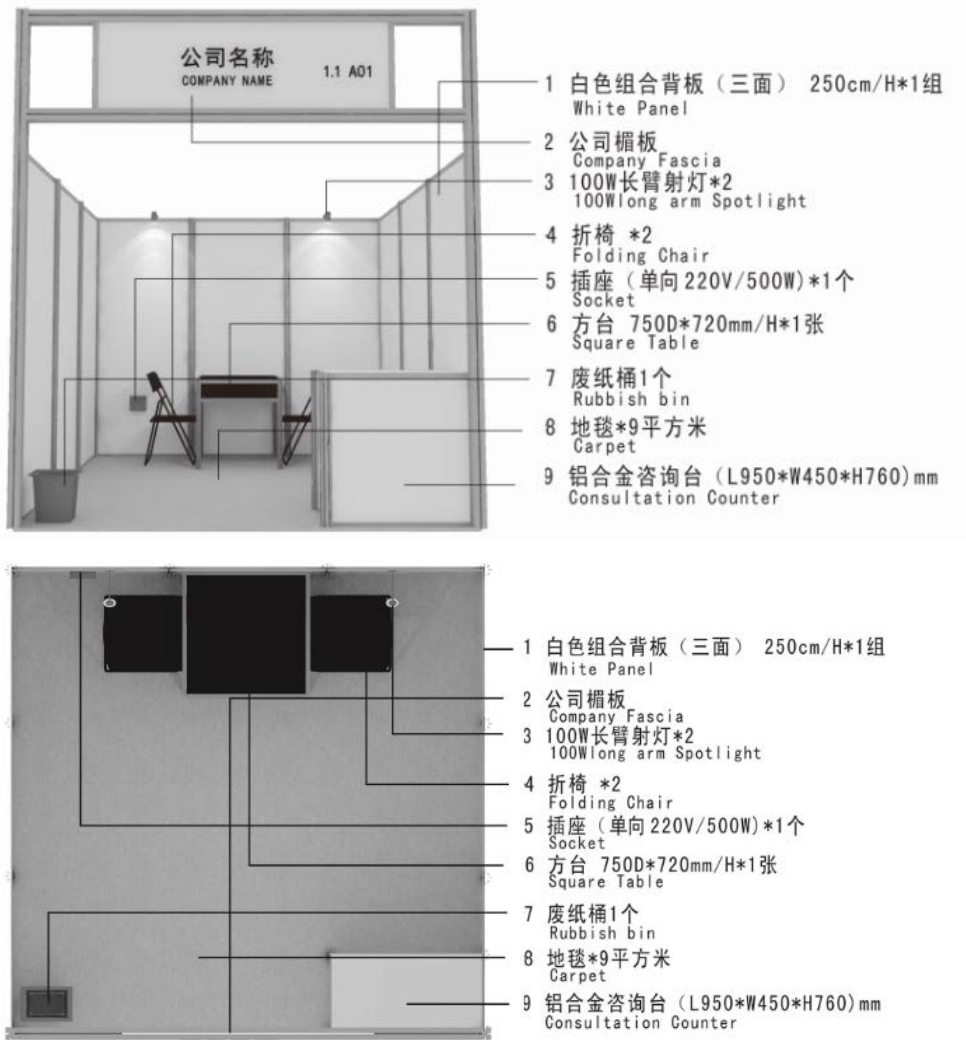 公司名称
COMPANY NAME
1.1 A01
1 白色组合背板（三面） 250cm/H*1组
White Panel
2 公司楣板
Company Fascia
3 100W长臂射灯*2
100Wlong arm Spotlight
4 折椅 *2
Folding Chair
5 插座（单向220V/500W)*1个
Socket
6 方台 750D*720mm/H*1张
Square Table
7 废纸桶1个
Rubbish bin
8 地毯*9平方米
Carpet
9 铝合金咨询台（L950*W450*H760)mm
Consultation Counter
1 白色组合背板（三面） 250cm/H*1组
White Panel
2 公司楣板
Company Fascia
3 100W长臂射灯*2
100Wlong arm Spotlight
4 折椅 *2
Folding Chair
5 插座（单向220V/500W)*1个
Socket
6 方台 750D*720mm/H*1张
Square Table
7 废纸桶1个
Rubbish bin
8 地毯*9平方米
Carpet
9 铝合金咨询台（L950*W450*H760)mm
Consultation Counter